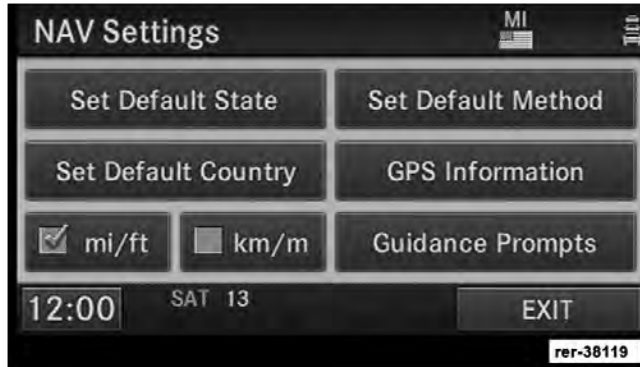 NAV Settings MI
Set Default State Set Default Method
Set Default Country GPS Information
mi/ft km/m Guidance Prompts
12:00 SAT 13 EXIT
rer-38119